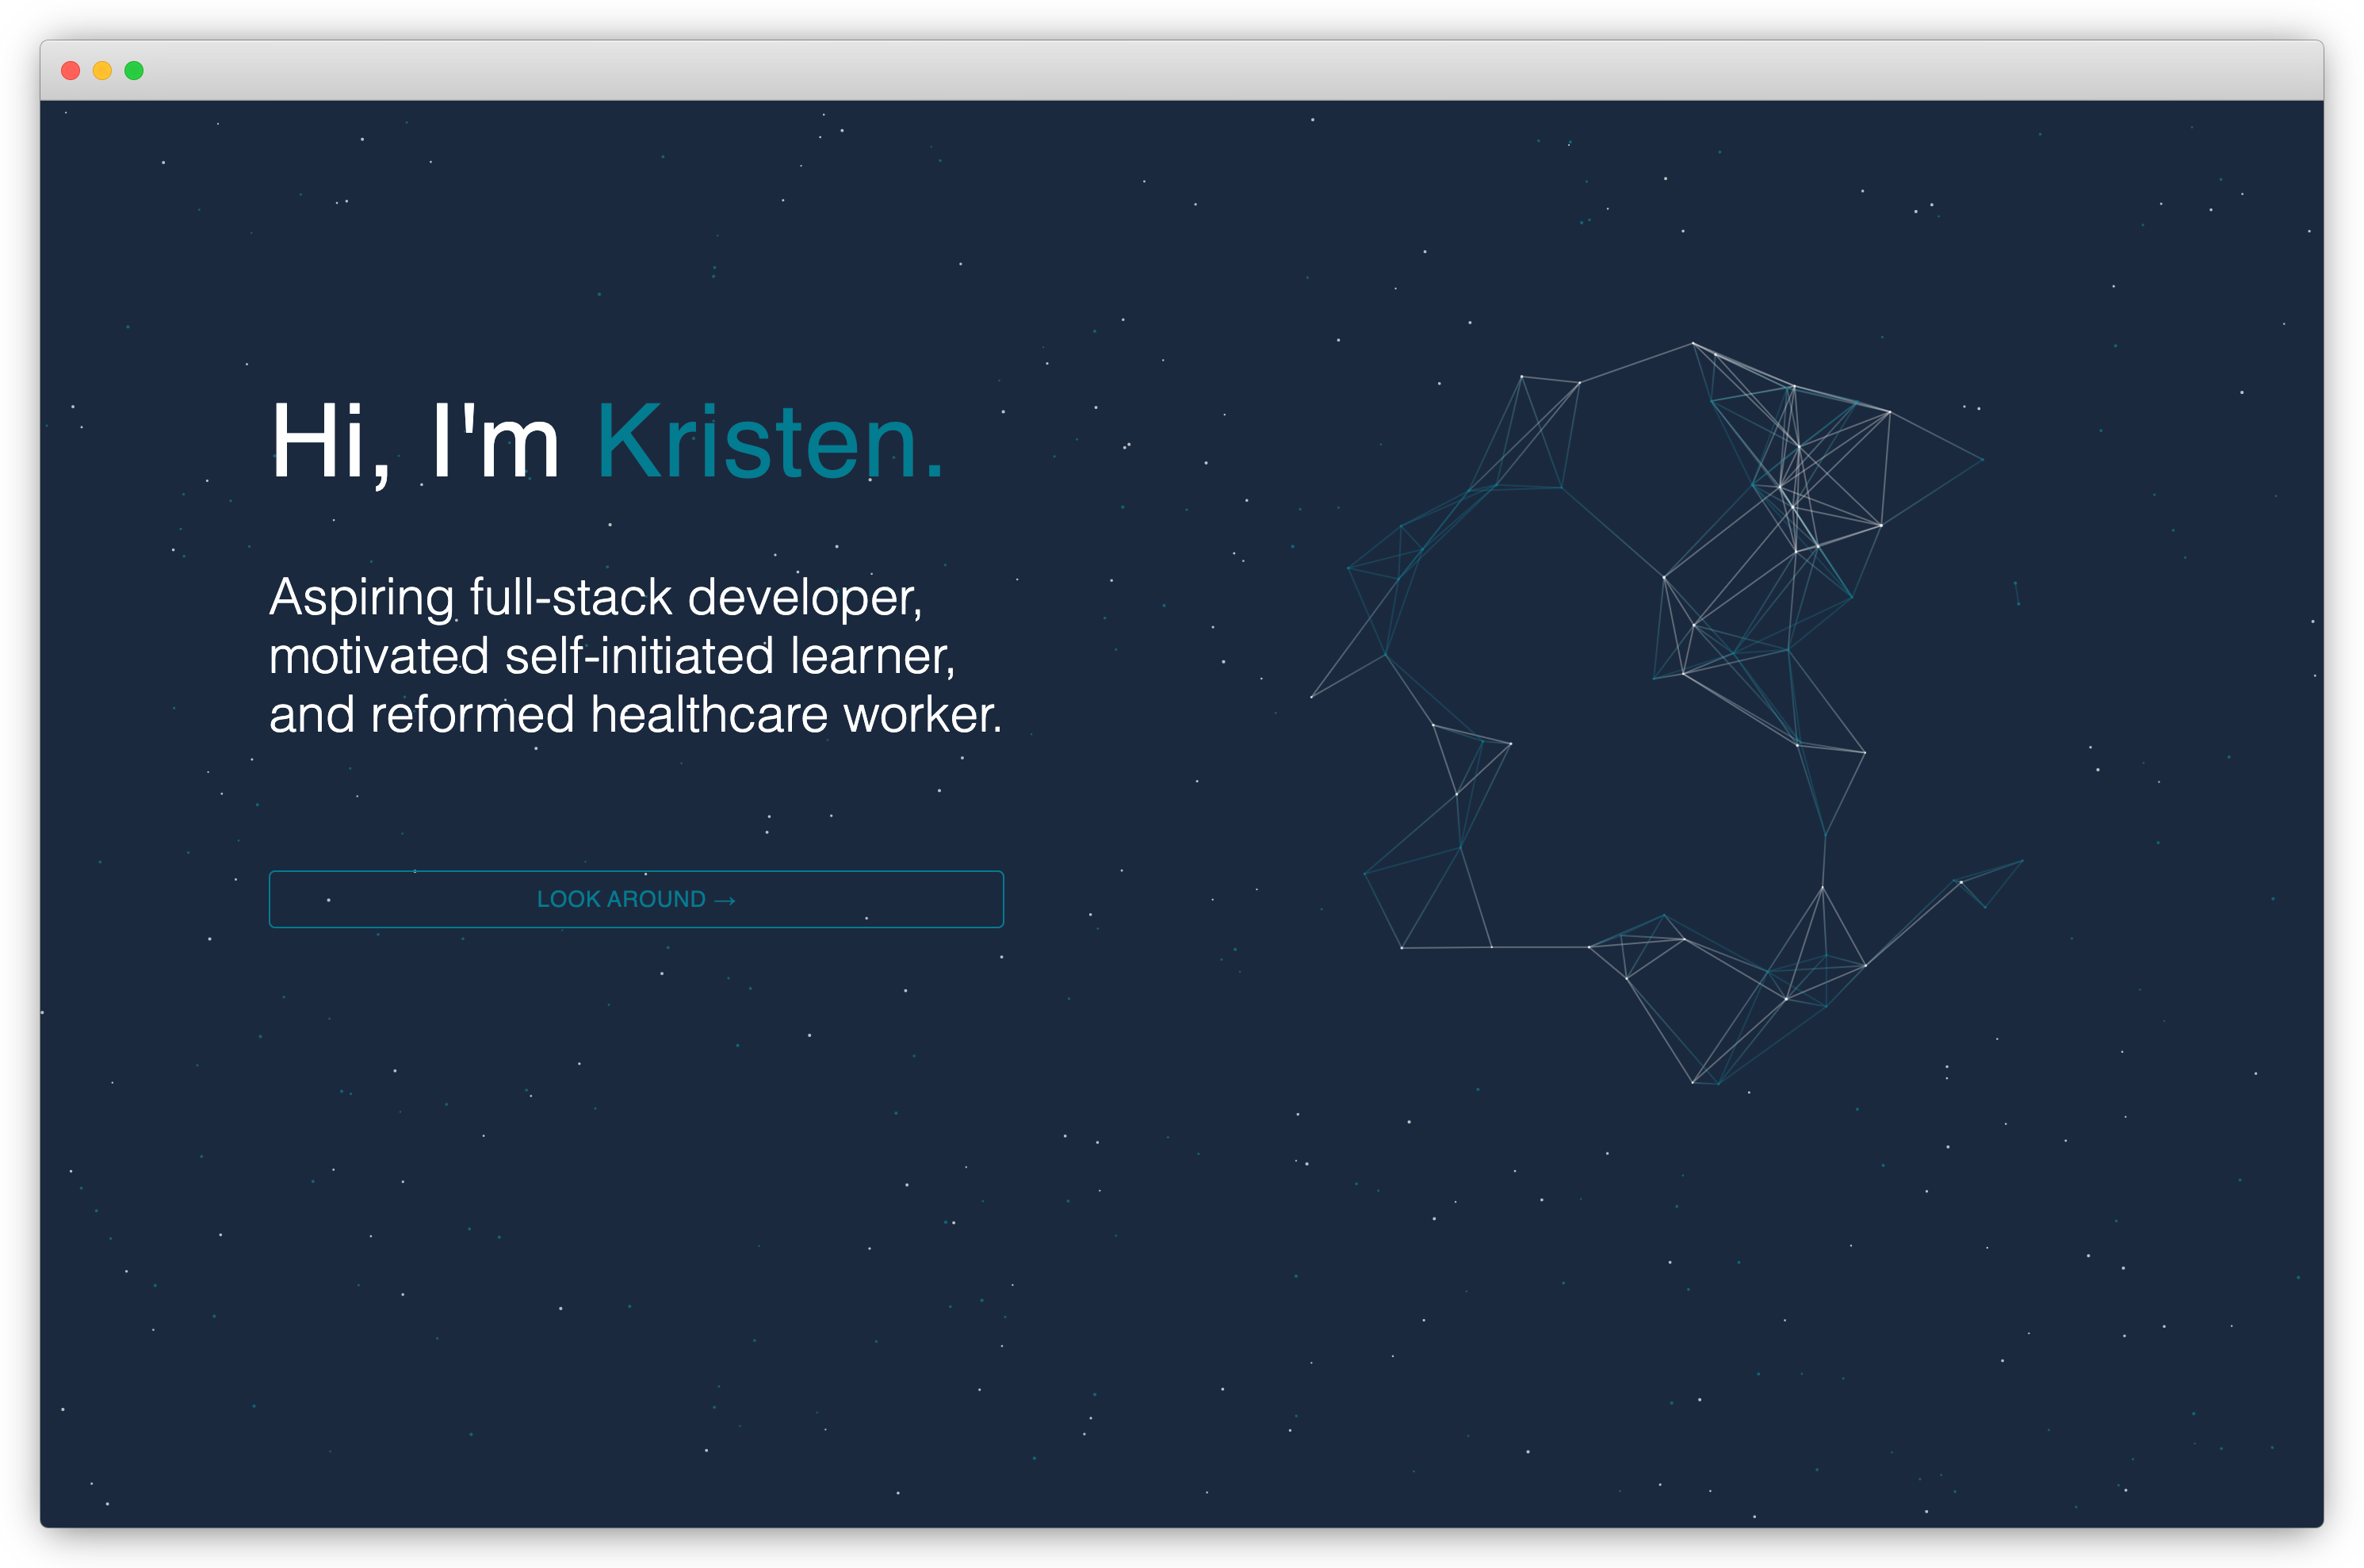 Hi, I'm Kristen.
Aspiring full-stack developer,
motivated self-initiated learner,
and reformed healthcare worker.
LOOK AROUND →